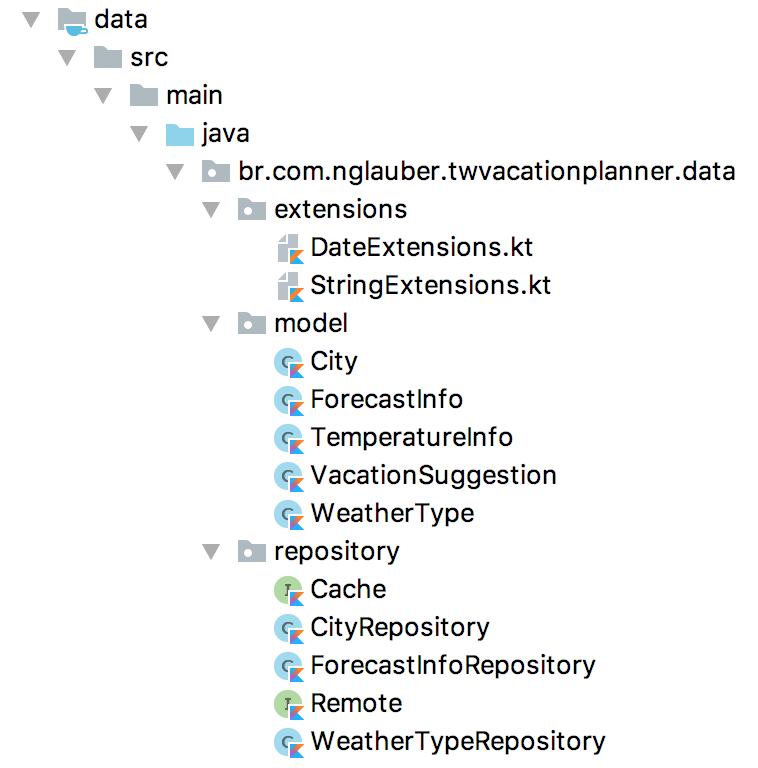 data
src
main
java
br.com.nglauber.twvacationplanner.data
extensions
DateExtensions.kt
StringExtensions.kt
model
City
ForecastInfo
TemperatureInfo
VacationSuggestion
WeatherType
repository
Cache
CityRepository
ForecastInfoRepository
Remote
WeatherTypeRepository